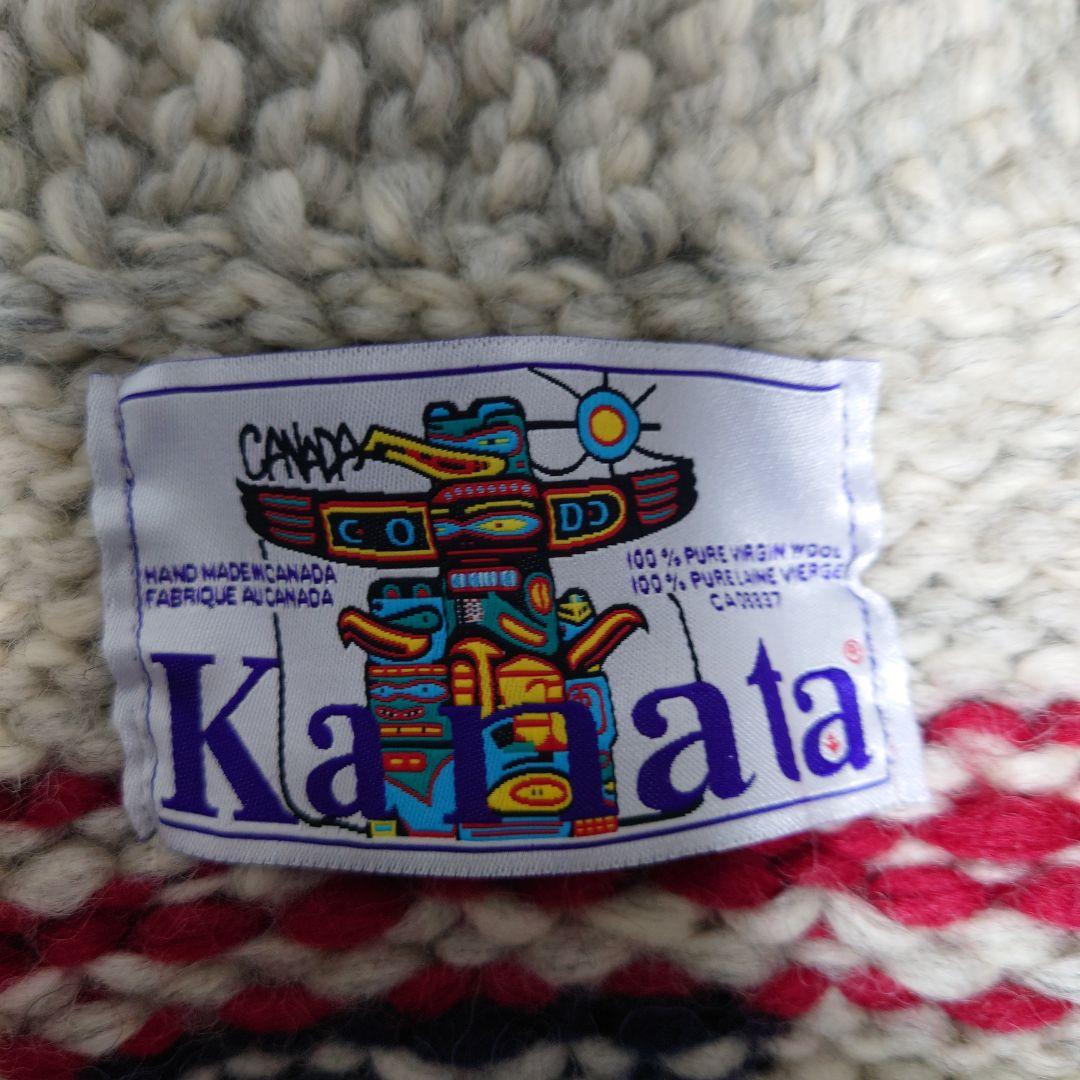 CANADA
HAND MADE IN CANADA
FABRIQUE AU CANADA
100 % PURE VIRGIN WOOL
100 % PURE LAINE VIERGE
Kanata ®